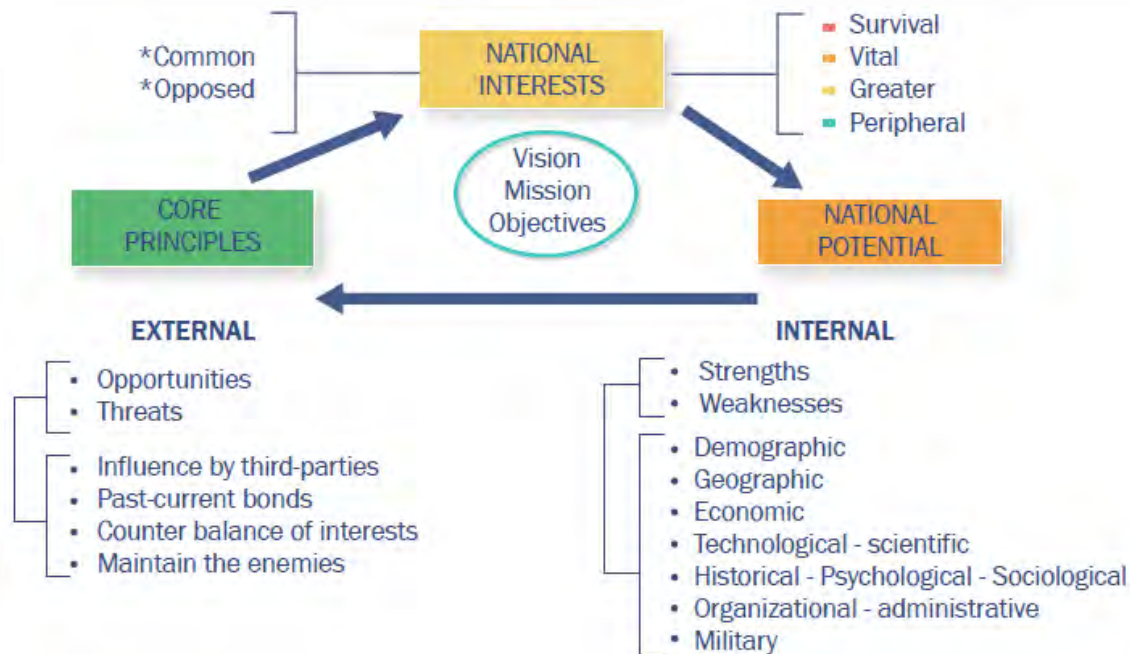 *Common
*Opposed
NATIONAL
INTERESTS
Survival
Vital
Greater
Peripheral
Vision
Mission
Objectives
CORE
PRINCIPLES
NATIONAL
POTENTIAL
EXTERNAL
• Opportunities
• Threats
• Influence by third-parties
• Past-current bonds
• Counter balance of interests
• Maintain the enemies
INTERNAL
• Strengths
• Weaknesses
• Demographic
• Geographic
• Economic
• Technological - scientific
• Historical - Psychological - Sociological
• Organizational - administrative
• Military